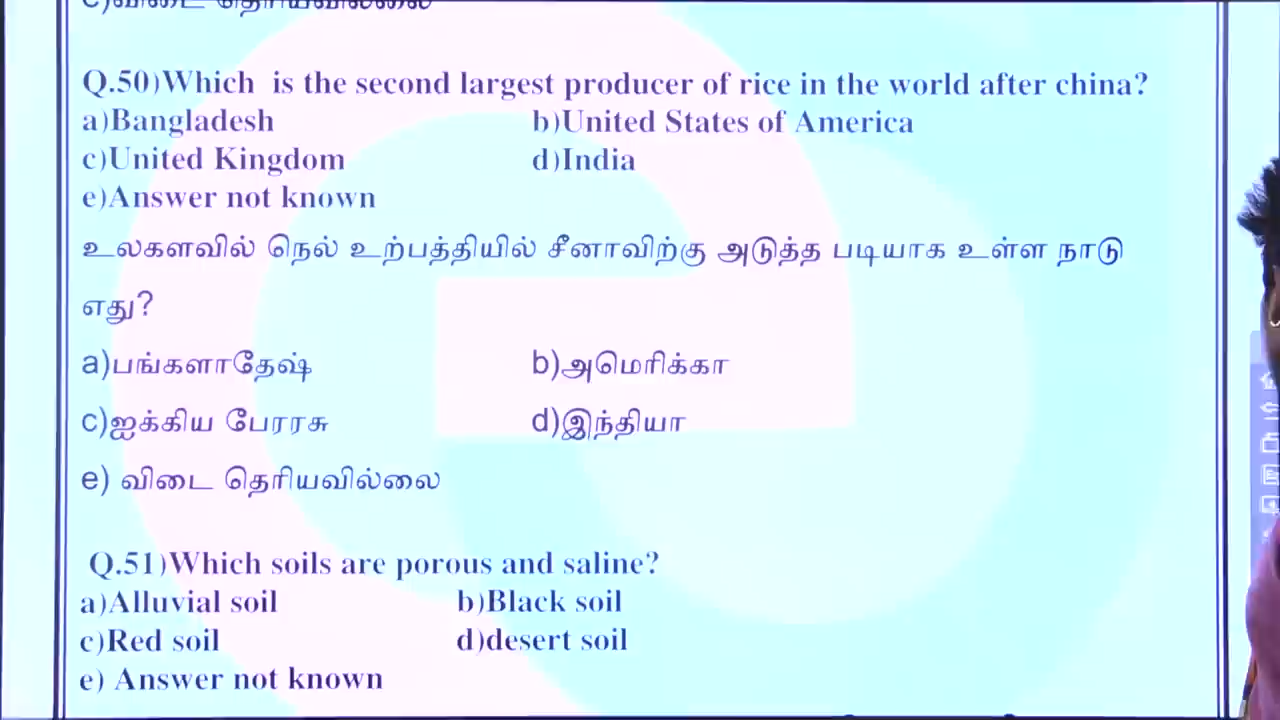 e)விடை தெரியவில்லை
Q.50)Which is the second largest producer of rice in the world after china?
a)Bangladesh b)United States of America
c)United Kingdom d)India
e)Answer not known
உலகளவில் நெல் உற்பத்தியில் சீனாவிற்கு அடுத்த படியாக உள்ள நாடு
எது?
a)பங்களாதேஷ் b)அமெரிக்கா
c)ஐக்கிய பேரரசு d)இந்தியா
e) விடை தெரியவில்லை
Q.51)Which soils are porous and saline?
a)Alluvial soil b)Black soil
c)Red soil d)desert soil
e) Answer not known